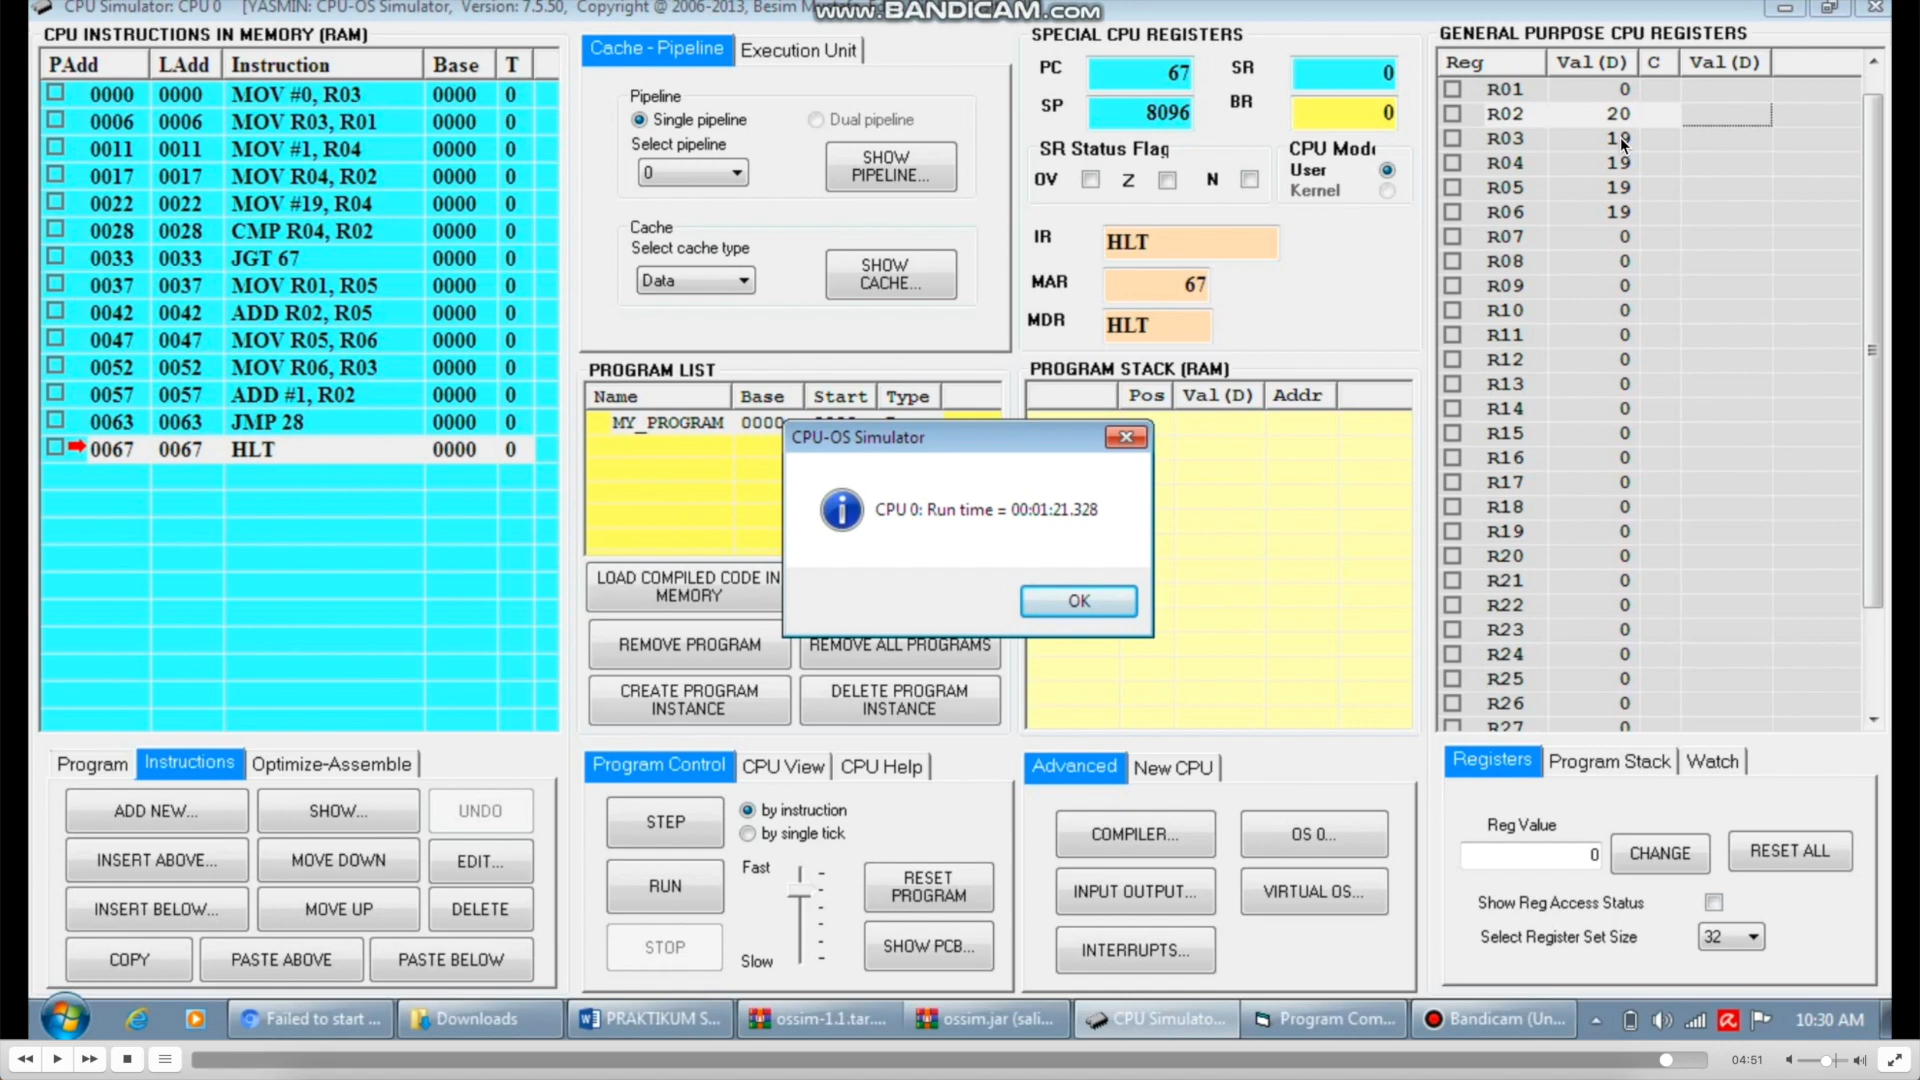 CPU Simulator: CPU 0 [YASMIN: CPU-OS Simulator, Version: 7.5.50, Copyright @ 2006-2013, Besim
www.BANDICAM.com
CPU INSTRUCTIONS IN MEMORY (RAM)
PAdd LAdd Instruction Base T
0000 0000 MOV #0, R03 0000 0
0006 0006 MOV R03, R01 0000 0
0011 0011 MOV #1, R04 0000 0
0017 0017 MOV R04, R02 0000 0
0022 0022 MOV #19, R04 0000 0
0028 0028 CMP R04, R02 0000 0
0033 0033 JGT 67 0000 0
0037 0037 MOV R01, R05 0000 0
0042 0042 ADD R02, R05 0000 0
0047 0047 MOV R05, R06 0000 0
0052 0052 MOV R06, R03 0000 0
0057 0057 ADD #1, R02 0000 0
0063 0063 JMP 28 0000 0
0067 0067 HLT 0000 0
Program Instructions Optimize-Assemble
ADD NEW... SHOW... UNDO
INSERT ABOVE... MOVE DOWN EDIT...
INSERT BELOW... MOVE UP DELETE
COPY PASTE ABOVE PASTE BELOW
Cache - Pipeline Execution Unit
Pipeline
Single pipeline Dual pipeline
Select pipeline
0
SHOW
PIPELINE...
Cache
Select cache type
Data
SHOW
CACHE...
PROGRAM LIST
Name Base Start Type
MY_PROGRAM 0000
CPU-OS Simulator
CPU 0: Run time = 00:01:21.328
OK
LOAD COMPILED CODE IN
MEMORY
REMOVE PROGRAM REMOVE ALL PROGRAMS
CREATE PROGRAM
INSTANCE
DELETE PROGRAM
INSTANCE
Program Control CPU View CPU Help
STEP
by instruction
by single tick
RUN
Fast
Slow
STOP
RESET
PROGRAM
SHOW PCB...
SPECIAL CPU REGISTERS
PC 67 SR 0
SP 8096 BR 0
SR Status Flag
OV Z N
CPU Mod
User
Kernel
IR HLT
MAR 67
MDR HLT
PROGRAM STACK (RAM)
Pos Val(D) Addr
Advanced New CPU
COMPILER... OS 0...
INPUT OUTPUT... VIRTUAL OS...
INTERRUPTS...
GENERAL PURPOSE CPU REGISTERS
Reg Val(D) C Val(D)
R01 0
R02 20
R03 19
R04 19
R05 19
R06 19
R07 0
R08 0
R09 0
R10 0
R11 0
R12 0
R13 0
R14 0
R15 0
R16 0
R17 0
R18 0
R19 0
R20 0
R21 0
R22 0
R23 0
R24 0
R25 0
R26 0
R27 0
Registers Program Stack Watch
Reg Value
0 CHANGE RESET ALL
Show Reg Access Status
Select Register Set Size 32
Failed to start ... Downloads PRAKTIKUM S... ossim-1.1.tar.... ossim.jar (sali... CPU Simulato... Program Com... Bandicam (Un... 10:30 AM
04:51